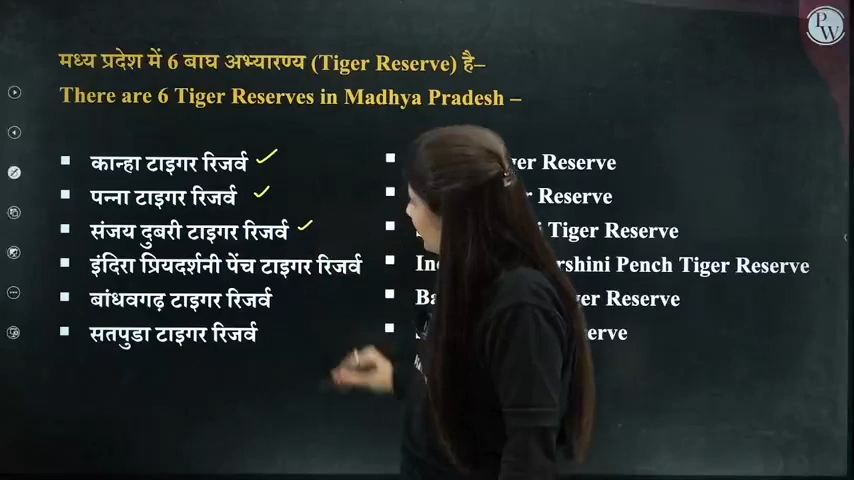 PW
मध्य प्रदेश में 6 बाघ अभ्यारण्य (Tiger Reserve) है–
There are 6 Tiger Reserves in Madhya Pradesh –
कान्हा टाइगर रिजर्व
Reserve
पन्ना टाइगर रिजर्व
Reserve
संजय दुबरी टाइगर रिजर्व
Tiger Reserve
इंदिरा प्रियदर्शनी पेंच टाइगर रिजर्व
Pench Tiger Reserve
बांधवगढ़ टाइगर रिजर्व
Reserve
सतपुडा टाइगर रिजर्व